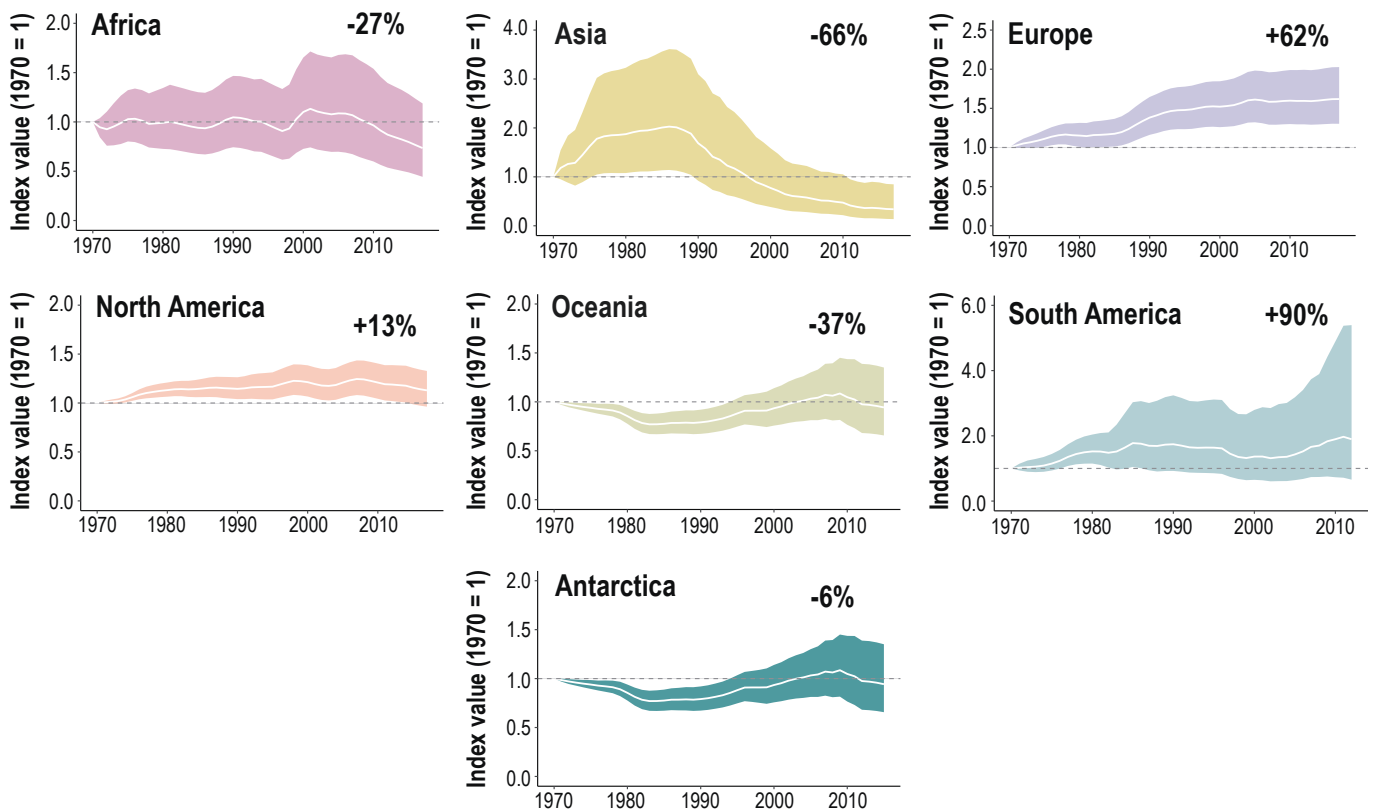 Africa
-27%
Index value (1970 = 1)
2.0
1.5
1.0
0.5
0.0
1970 1980 1990 2000 2010
Asia
-66%
Index value (1970 = 1)
4.0
3.0
2.0
1.0
0.0
1970 1980 1990 2000 2010
Europe
+62%
Index value (1970 = 1)
2.5
2.0
1.5
1.0
0.5
0.0
1970 1980 1990 2000 2010
North America
+13%
Index value (1970 = 1)
2.0
1.5
1.0
0.5
0.0
1970 1980 1990 2000 2010
Oceania
-37%
Index value (1970 = 1)
2.0
1.5
1.0
0.5
0.0
1970 1980 1990 2000 2010
South America
+90%
Index value (1970 = 1)
6.0
4.0
2.0
0.0
1970 1980 1990 2000 2010
Antarctica
-6%
Index value (1970 = 1)
2.0
1.5
1.0
0.5
0.0
1970 1980 1990 2000 2010